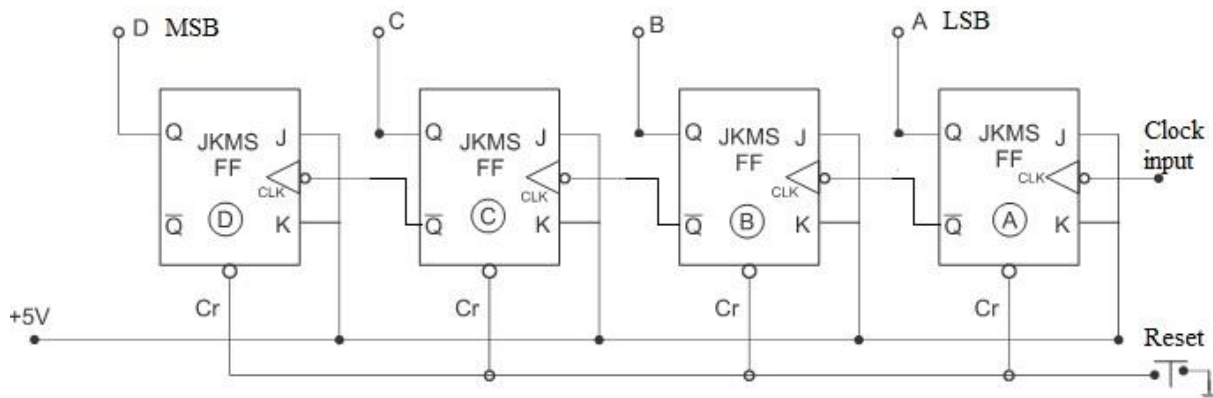 D MSB
C
B
A LSB
Q JKMS J
FF
CLK
Q̅ D K
Cr
Q JKMS J
FF
CLK
Q̅ C K
Cr
Q JKMS J
FF
CLK
Q̅ B K
Cr
Q JKMS J
FF
CLK
Q̅ A K
Cr
Clock
input
+5V
Reset